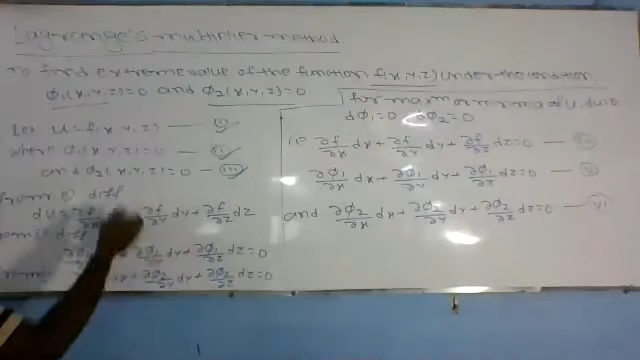 Lagrange's multiplier method
To find extreme value of the function f(x,y,z) under the condition
φ₁(x,y,z)=0 and φ₂(x,y,z)=0
Let u=f(x,y,z) — (i)
where φ₁(x,y,z)=0 — (ii)
and φ₂(x,y,z)=0 — (iii)
from (i) diff
du = ∂f/∂x ∂f/∂y dy + ∂f/∂z dz
∂φ₁/∂x ∂φ₁/∂y dy + ∂φ₁/∂z dz = 0
dx + ∂φ₂/∂y dy + ∂φ₂/∂z dz = 0
for max or min of u, du=0
dφ₁=0 dφ₂=0
∂f/∂x dx + ∂f/∂y dy + ∂f/∂z dz = 0 — (iv)
∂φ₁/∂x dx + ∂φ₁/∂y dy + ∂φ₁/∂z dz = 0 — (v)
and ∂φ₂/∂x dx + ∂φ₂/∂y dy + ∂φ₂/∂z dz = 0 — (vi)